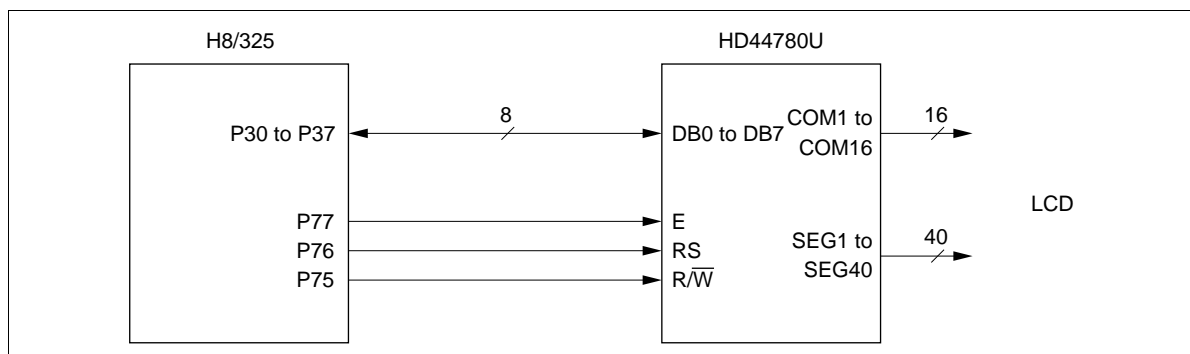 H8/325 HD44780U
P30 to P37 8 DB0 to DB7 COM1 to COM16 16
P77 E
P76 RS
P75 R/W̅
SEG1 to SEG40 40
LCD